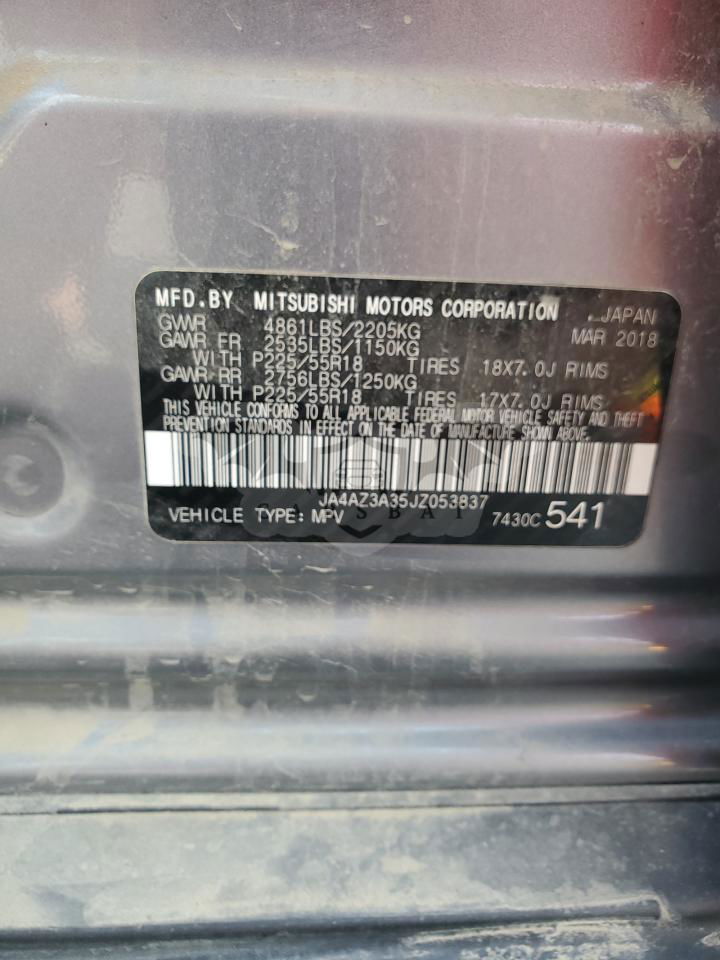 MFD.BY MITSUBISHI MOTORS CORPORATION JAPAN
GVWR 4861LBS/2205KG MAR 2018
GAWR FR 2535LBS/1150KG
WITH P225/55R18 TIRES 18X7.0J RIMS
GAWR RR 2756LBS/1250KG
WITH P225/55R18 TIRES 17X7.0J RIMS
THIS VEHICLE CONFORMS TO ALL APPLICABLE FEDERAL MOTOR VEHICLE SAFETY AND THEFT
PREVENTION STANDARDS IN EFFECT ON THE DATE OF MANUFACTURE SHOWN ABOVE.
JA4AZ3A35JZ053837
VEHICLE TYPE: MPV 7430C 541